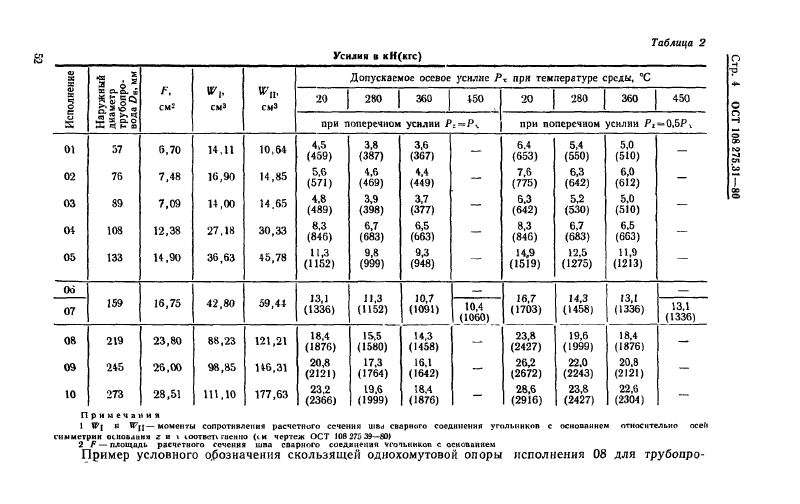 52
Стр. 4 ОСТ 108.275.31—80
Таблица 2
Усилия в кН(кгс)
Исполнение | Наружный диаметр трубопровода Dн, мм | F, см² | W I, см³ | W II, см³ | Допускаемое осевое усилие Px при температуре среды, °С
20 | 280 | 360 | 450 | 20 | 280 | 360 | 450
при поперечном усилии Pz=Px | при поперечном усилии Pz=0,5Px
01 | 57 | 6,70 | 14,11 | 10,64 | 4,5 (459) | 3,8 (387) | 3,6 (367) | — | 6,4 (653) | 5,4 (550) | 5,0 (510) | —
02 | 76 | 7,48 | 16,90 | 14,85 | 5,6 (571) | 4,6 (469) | 4,4 (449) | — | 7,6 (775) | 6,3 (642) | 6,0 (612) | —
03 | 89 | 7,09 | 14,00 | 14,65 | 4,8 (489) | 3,9 (398) | 3,7 (377) | — | 6,3 (642) | 5,2 (530) | 5,0 (510) | —
04 | 108 | 12,38 | 27,18 | 30,33 | 8,3 (846) | 6,7 (683) | 6,5 (663) | — | 8,3 (846) | 6,7 (683) | 6,5 (663) | —
05 | 133 | 14,90 | 36,63 | 45,78 | 11,3 (1152) | 9,8 (999) | 9,3 (948) | — | 14,9 (1519) | 12,5 (1275) | 11,9 (1213) | —
06 | — | —
07 | 159 | 16,75 | 42,80 | 59,44 | 13,1 (1336) | 11,3 (1152) | 10,7 (1091) | 10,4 (1060) | 16,7 (1703) | 14,3 (1458) | 13,1 (1336) | 13,1 (1336)
08 | 219 | 23,80 | 88,23 | 121,21 | 18,4 (1876) | 15,5 (1580) | 14,3 (1458) | — | 23,8 (2427) | 19,6 (1999) | 18,4 (1876) | —
09 | 245 | 26,00 | 98,85 | 146,31 | 20,8 (2121) | 17,3 (1764) | 16,1 (1642) | — | 26,2 (2672) | 22,0 (2243) | 20,8 (2121) | —
10 | 273 | 28,51 | 111,10 | 177,63 | 23,2 (2366) | 19,6 (1999) | 18,4 (1876) | — | 28,6 (2916) | 23,8 (2427) | 22,6 (2304) | —
Примечания
1 W I и W II — моменты сопротивления расчетного сечения шва сварного соединения угольников с основанием относительно осей
симметрии основания z и x соответственно (см чертеж ОСТ 108 275 39—80)
2 F — площадь расчетного сечения шва сварного соединения угольников с основанием
Пример условного обозначения скользящей однохомутовой опоры исполнения 08 для трубопро-